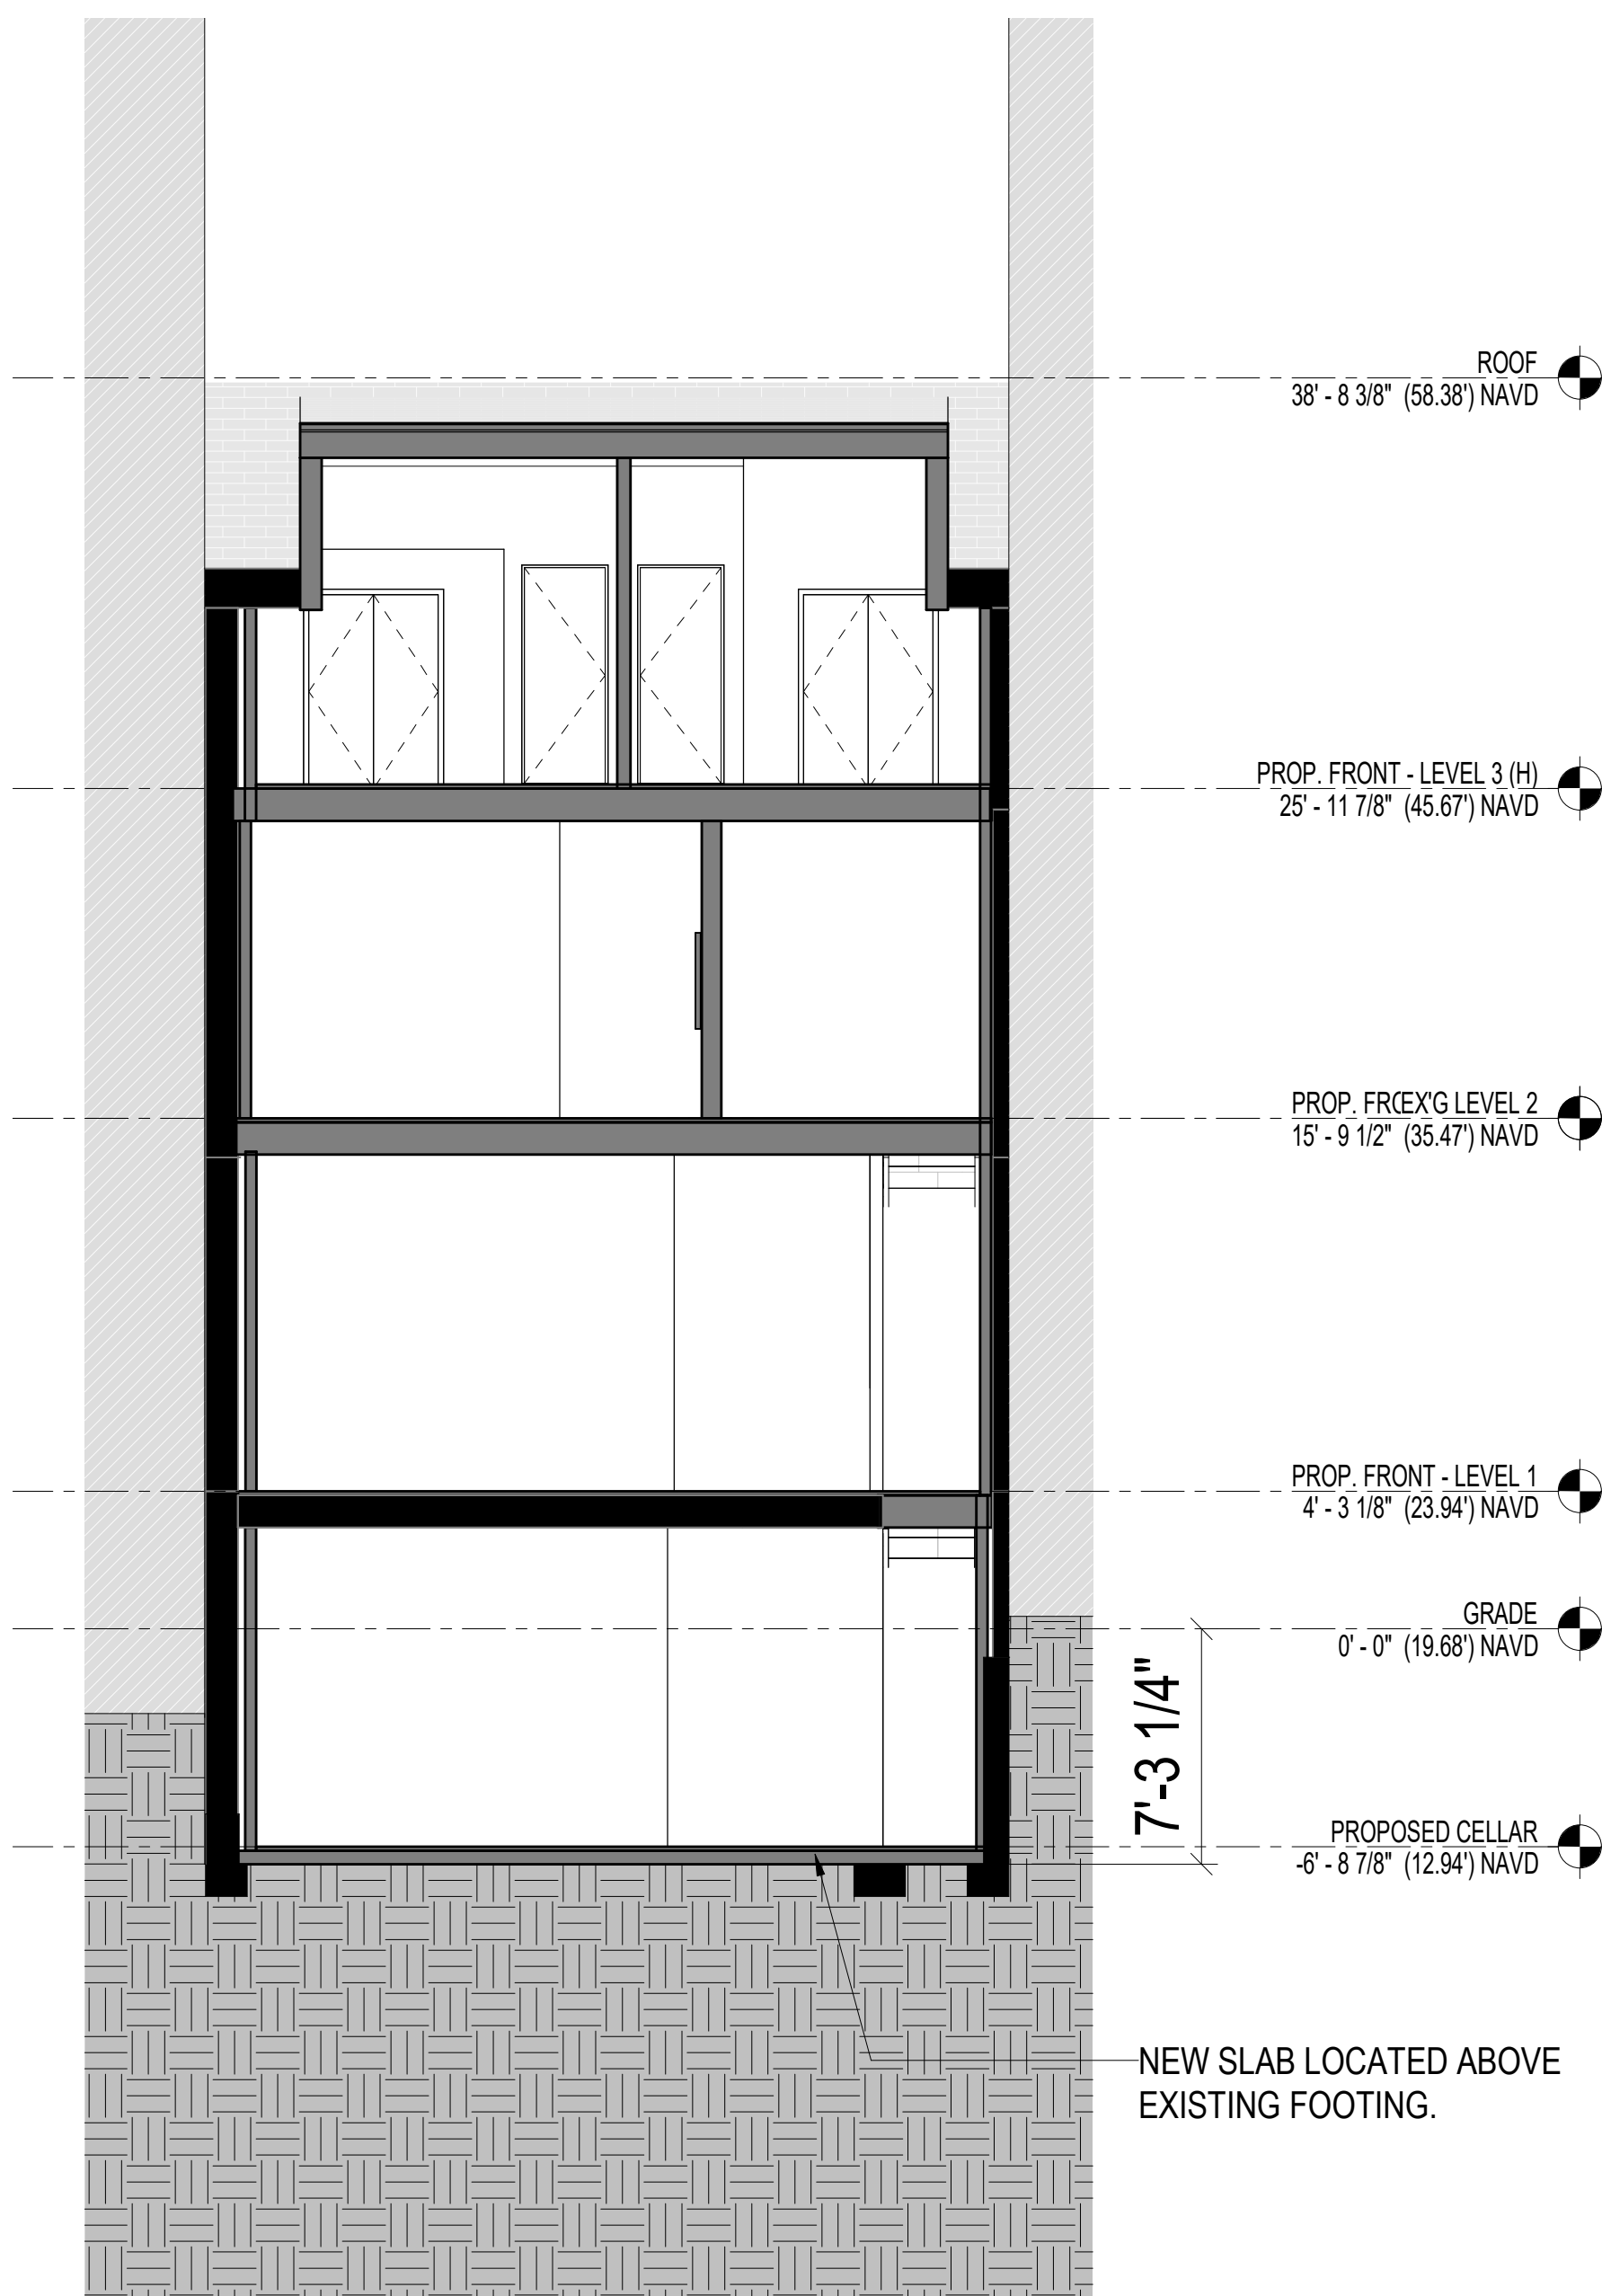 ROOF
38' - 8 3/8" (58.38') NAVD
PROP. FRONT - LEVEL 3 (H)
25' - 11 7/8" (45.67') NAVD
PROP. EX'G LEVEL 2
15' - 9 1/2" (35.47') NAVD
PROP. FRONT - LEVEL 1
4' - 3 1/8" (23.94') NAVD
GRADE
0' - 0" (19.68') NAVD
7'-3 1/4"
PROPOSED CELLAR
-6' - 8 7/8" (12.94') NAVD
NEW SLAB LOCATED ABOVE
EXISTING FOOTING.